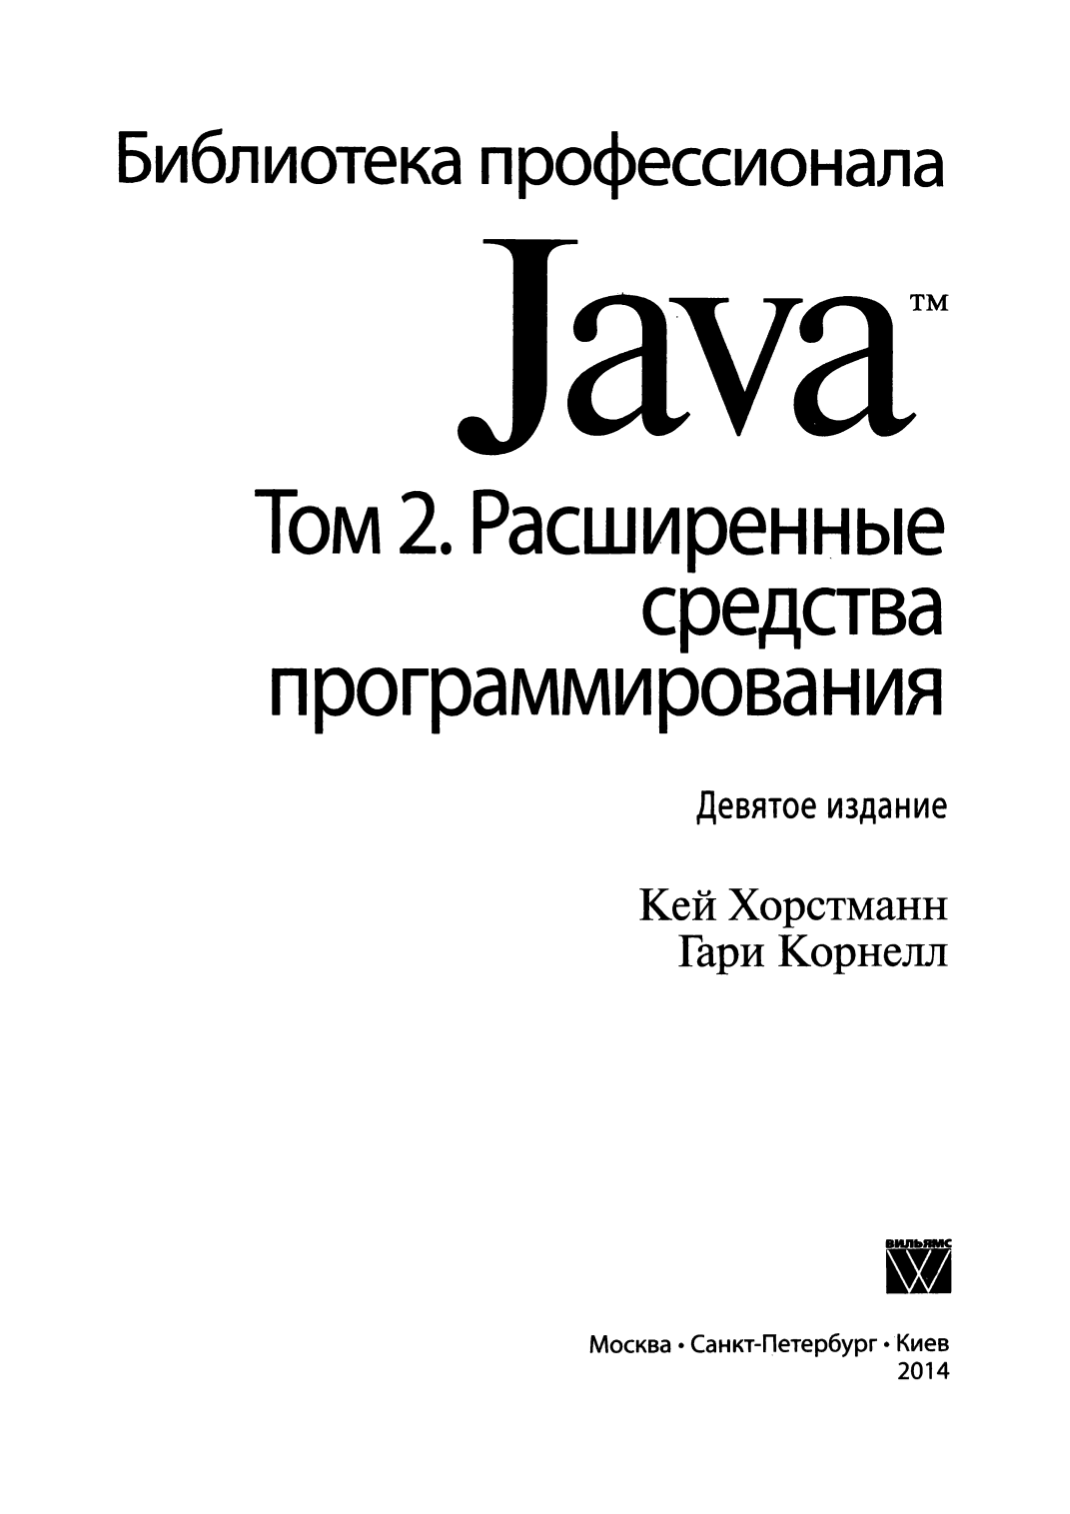 Библиотека профессионала
Java™
Том 2. Расширенные
средства
программирования
Девятое издание
Кей Хорстманн
Гари Корнелл
ВИЛЬЯМС
Москва • Санкт-Петербург • Киев
2014